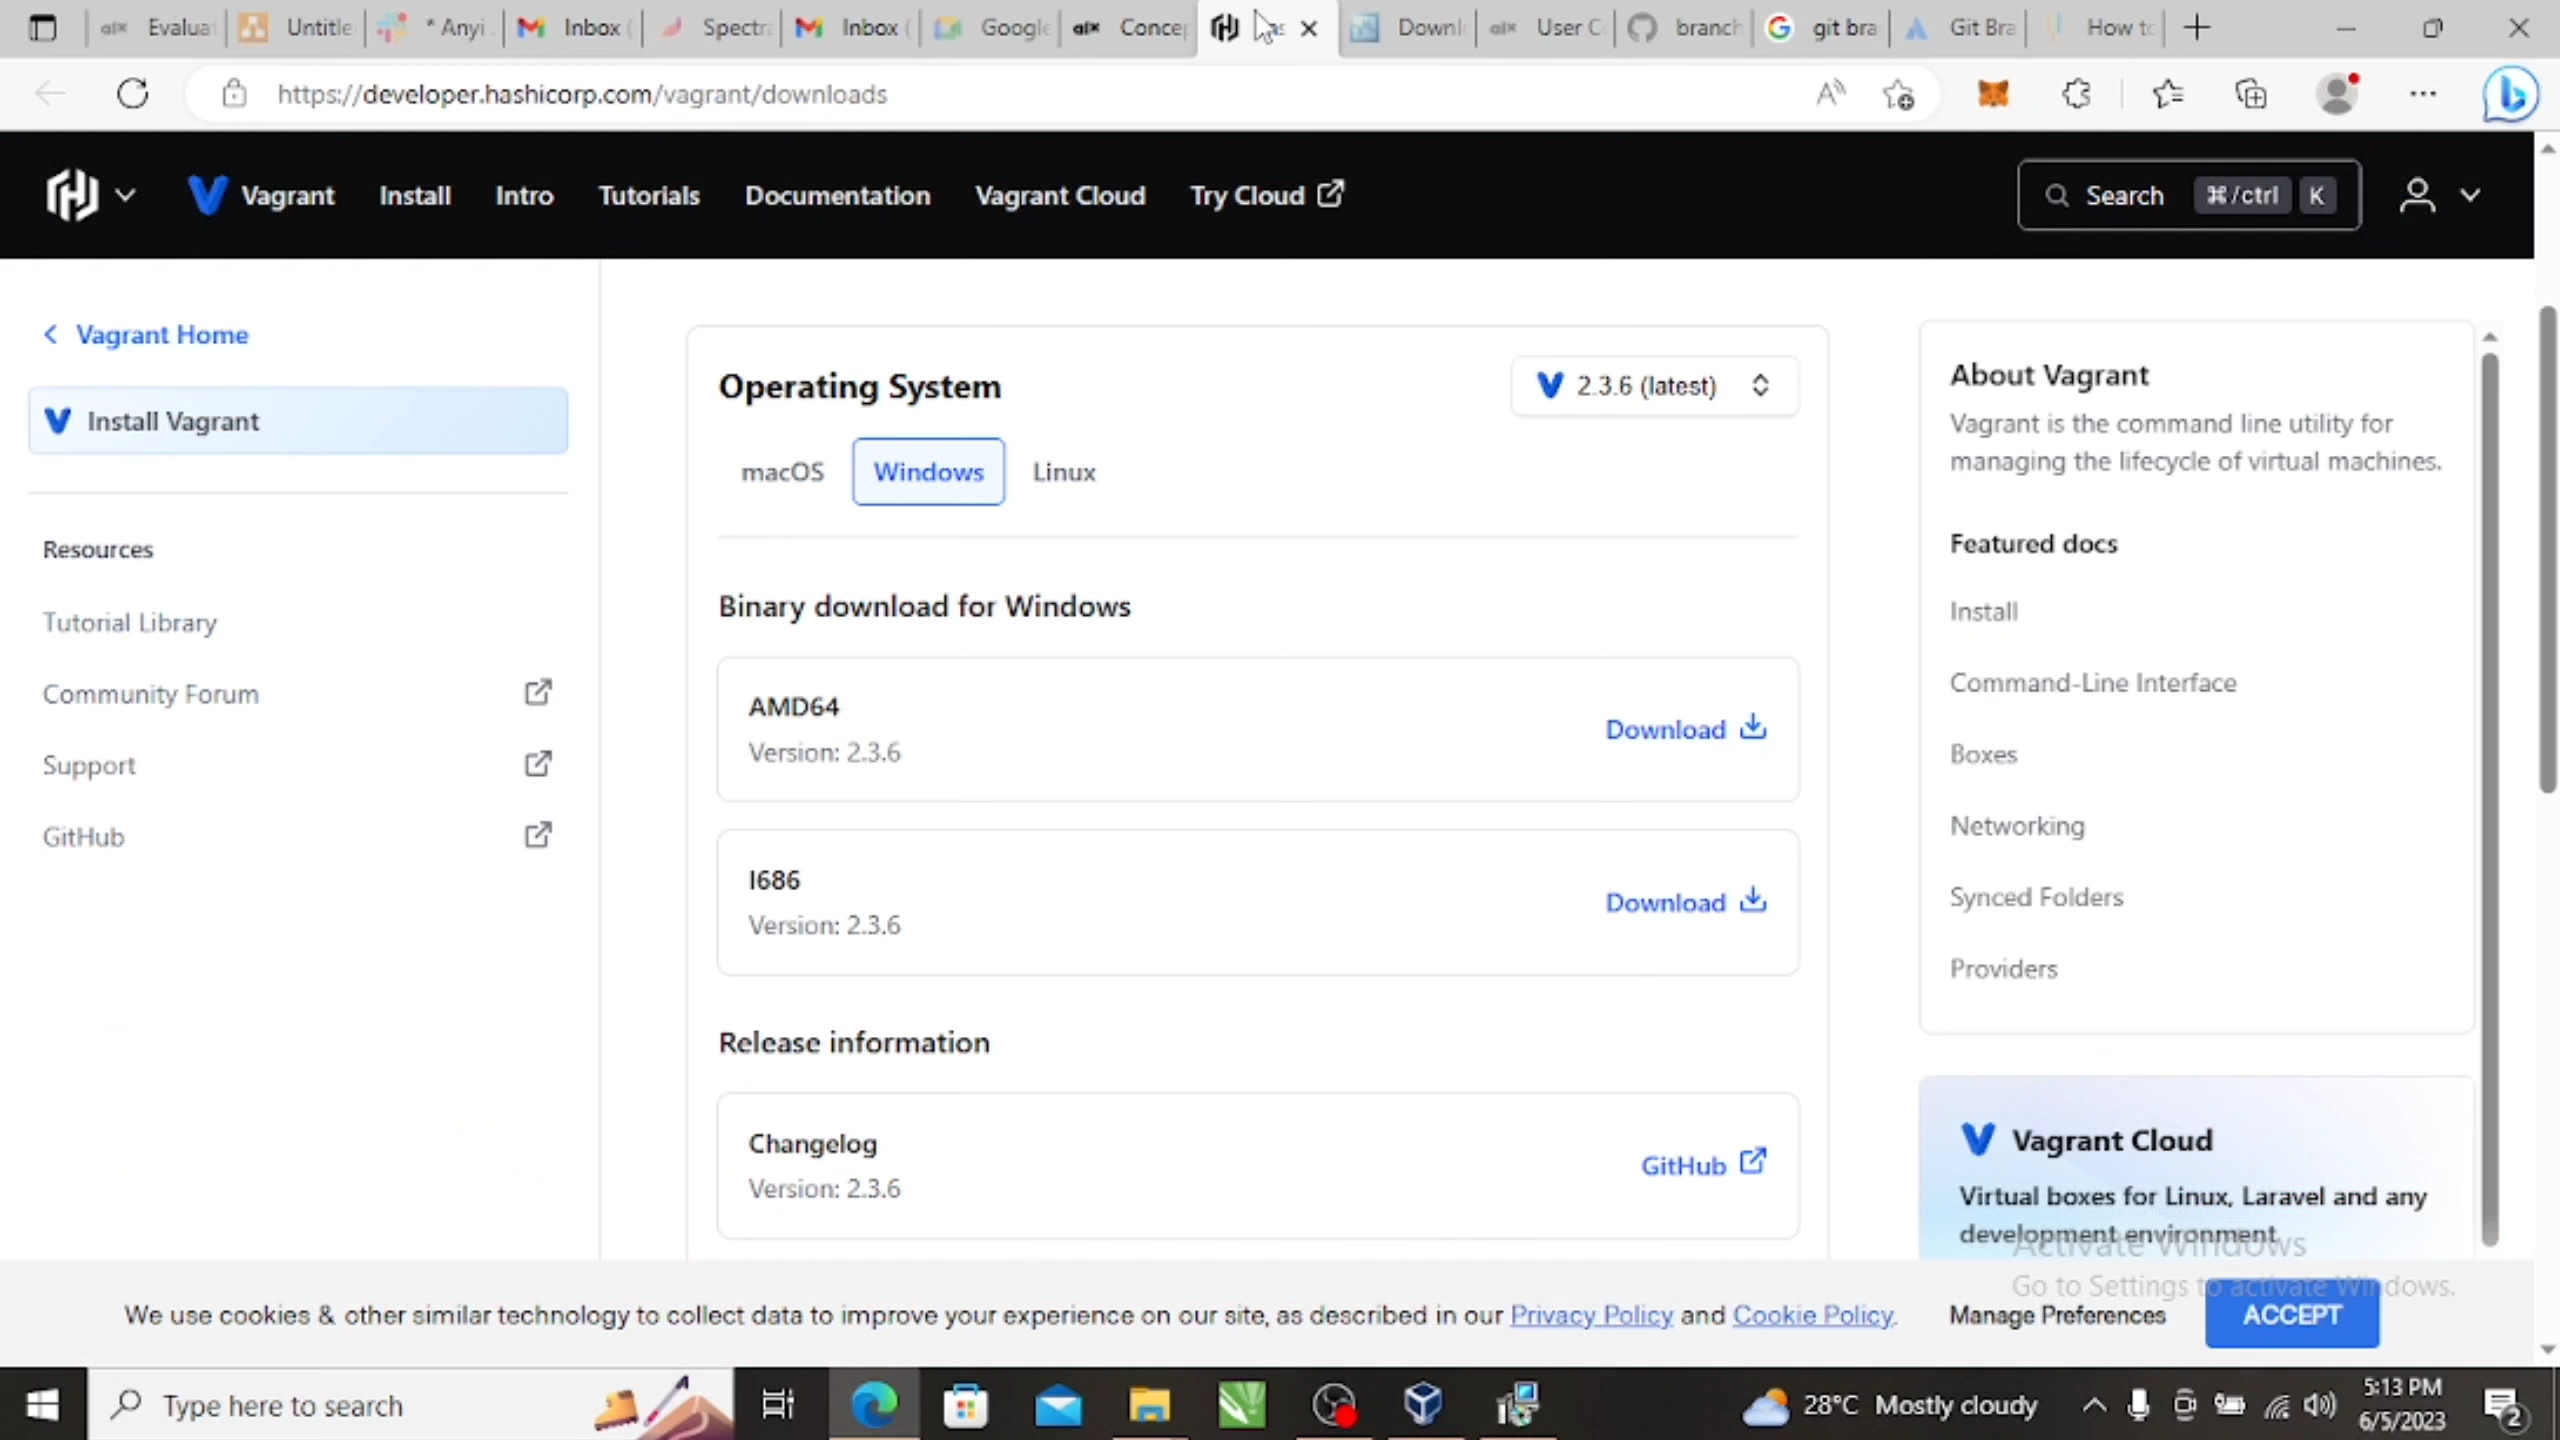 Evaluat
Untitle
* Anyi
Inbox (
Spectra
Inbox (
Google
Concep
Downl
User C
branch
git bra
Git Bra
How to
https://developer.hashicorp.com/vagrant/downloads
Vagrant
Install
Intro
Tutorials
Documentation
Vagrant Cloud
Try Cloud
Search
⌘/ctrl
K
Vagrant Home
Install Vagrant
Resources
Tutorial Library
Community Forum
Support
GitHub
Operating System
2.3.6 (latest)
macOS
Windows
Linux
Binary download for Windows
AMD64
Version: 2.3.6
Download
I686
Version: 2.3.6
Download
Release information
Changelog
Version: 2.3.6
GitHub
About Vagrant
Vagrant is the command line utility for
managing the lifecycle of virtual machines.
Featured docs
Install
Command-Line Interface
Boxes
Networking
Synced Folders
Providers
Vagrant Cloud
Virtual boxes for Linux, Laravel and any
development environment
Activate Windows
Go to Settings to activate Windows.
We use cookies & other similar technology to collect data to improve your experience on our site, as described in our Privacy Policy and Cookie Policy.
Manage Preferences
ACCEPT
Type here to search
28°C Mostly cloudy
5:13 PM
6/5/2023
2